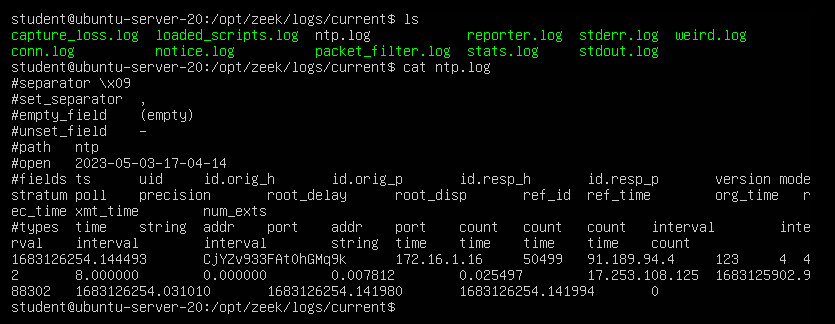 student@ubuntu-server-20:/opt/zeek/logs/current$ ls
capture_loss.log  loaded_scripts.log  ntp.log            reporter.log  stderr.log  weird.log
conn.log          notice.log          packet_filter.log  stats.log     stdout.log
student@ubuntu-server-20:/opt/zeek/logs/current$ cat ntp.log
#separator \x09
#set_separator  ,
#empty_field    (empty)
#unset_field    -
#path   ntp
#open   2023-05-03-17-04-14
#fields ts      uid     id.orig_h       id.orig_p       id.resp_h       id.resp_p       version mode
stratum poll    precision       root_delay      root_disp       ref_id  ref_time        org_time  r
ec_time xmt_time        num_exts
#types  time    string  addr    port    addr    port    count   count   count   interval        inte
rval    interval        interval        string  time    time    time    time    count
1683126254.144493       CjYZv933FAtOhGMq9k      172.16.1.16     50499   91.189.94.4     123     4  4
2       8.000000        0.000000        0.007812        0.025497        17.253.108.125  1683125902.9
88302   1683126254.031010       1683126254.141980       1683126254.141994       0
student@ubuntu-server-20:/opt/zeek/logs/current$